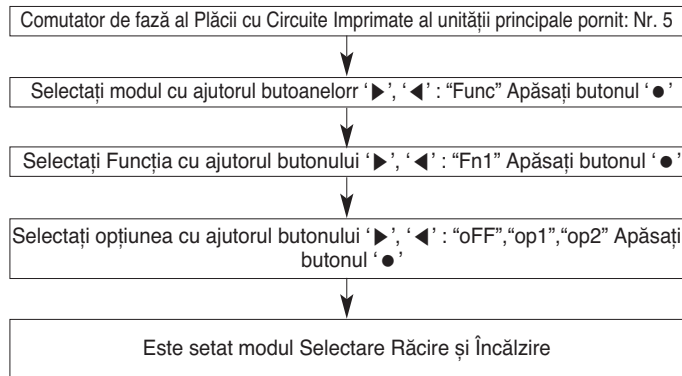 Comutator de fază al Plăcii cu Circuite Imprimate al unității principale pornit: Nr. 5
Selectați modul cu ajutorul butoanelorr ‘▶’, ‘◀’ : “Func” Apăsați butonul ‘●’
Selectați Funcția cu ajutorul butonului ‘▶’, ‘◀’ : “Fn1” Apăsați butonul ‘●’
Selectați opțiunea cu ajutorul butonului ‘▶’, ‘◀’ : “oFF”,“op1”,“op2” Apăsați
butonul ‘●’
Este setat modul Selectare Răcire și Încălzire